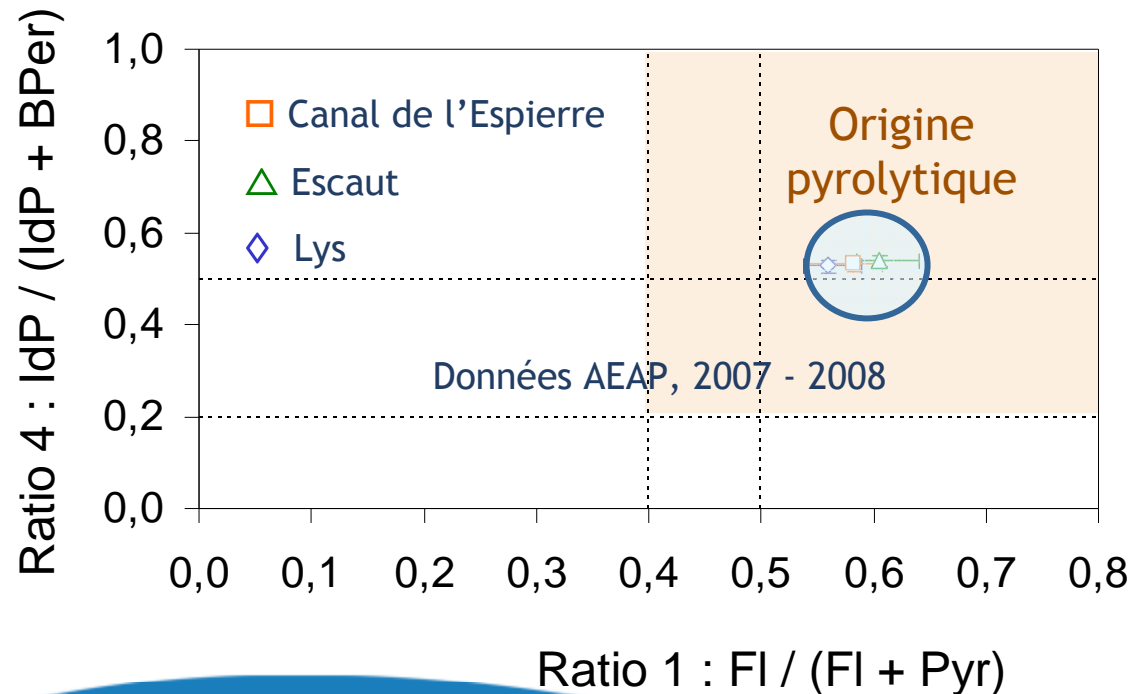 Ratio 4 : IdP / (IdP + BPer)
1,0
0,8
0,6
0,4
0,2
0,0
Canal de l’Espierre
Escaut
Lys
Origine
pyrolytique
Données AEAP, 2007 - 2008
0,0 0,1 0,2 0,3 0,4 0,5 0,6 0,7 0,8
Ratio 1 : Fl / (Fl + Pyr)